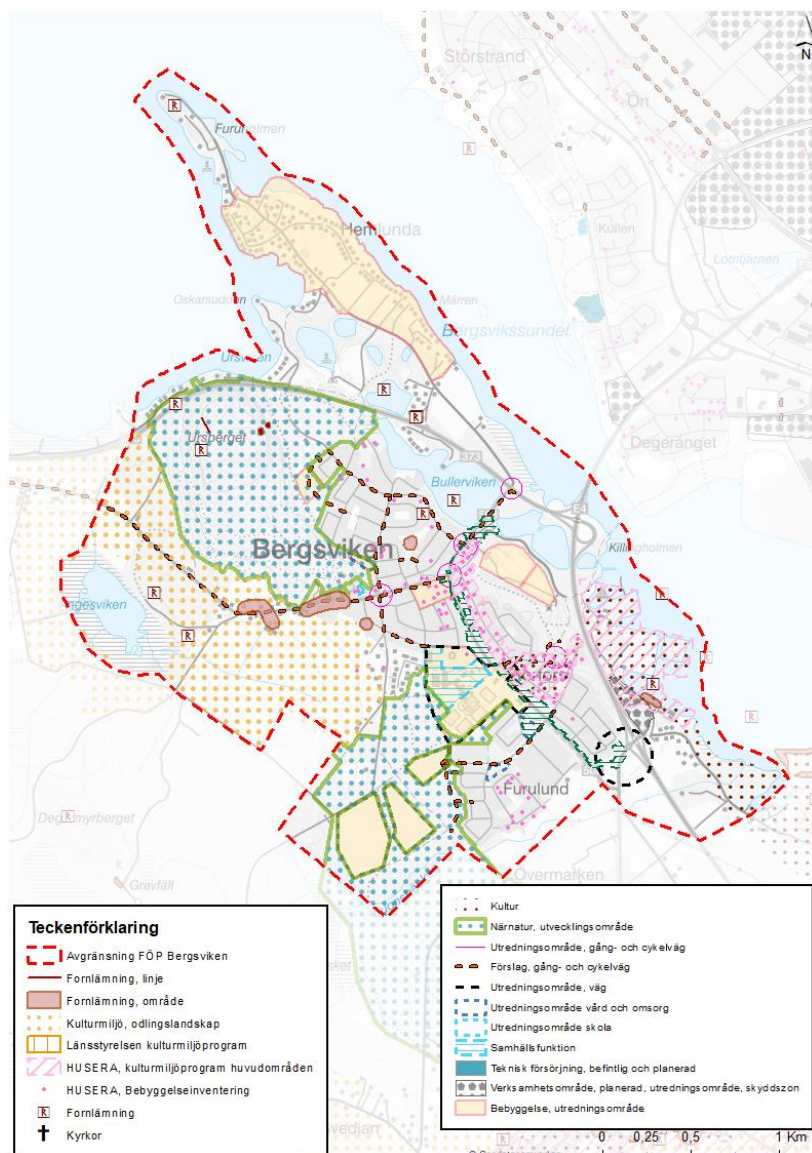 Störstrand
N
Öri
Furuholmen
Kullen
Hemlunda
Lomtjärnen
Oskarsudden
Märren
Bergsvikssundet
Ursviken
Ursberget
Degeränget
373
E4
Bullerviken
Bergsviken
Killingholmen
Furulund
Degermyrberget
Övermarken
Gravfält
Teckenförklaring
Avgränsning FÖP Bergsviken
Fornlämning, linje
Fornlämning, område
Kulturmiljö, odlingslandskap
Länsstyrelsen kulturmiljöprogram
HUSERA, kulturmiljöprogram huvudområden
HUSERA, Bebyggelseinventering
R Fornlämning
Kyrkor
Kultur
Närnatur, utvecklingsområde
Utredningsområde, gång- och cykelväg
Förslag, gång- och cykelväg
Utredningsområde, väg
Utredningsområde vård och omsorg
Utredningsområde skola
Samhällsfunktion
Teknisk försörjning, befintlig och planerad
Verksamhetsområde, planerad, utredningsområde, skyddszon
Bebyggelse, utredningsområde
0 0,25 0,5 1 Km